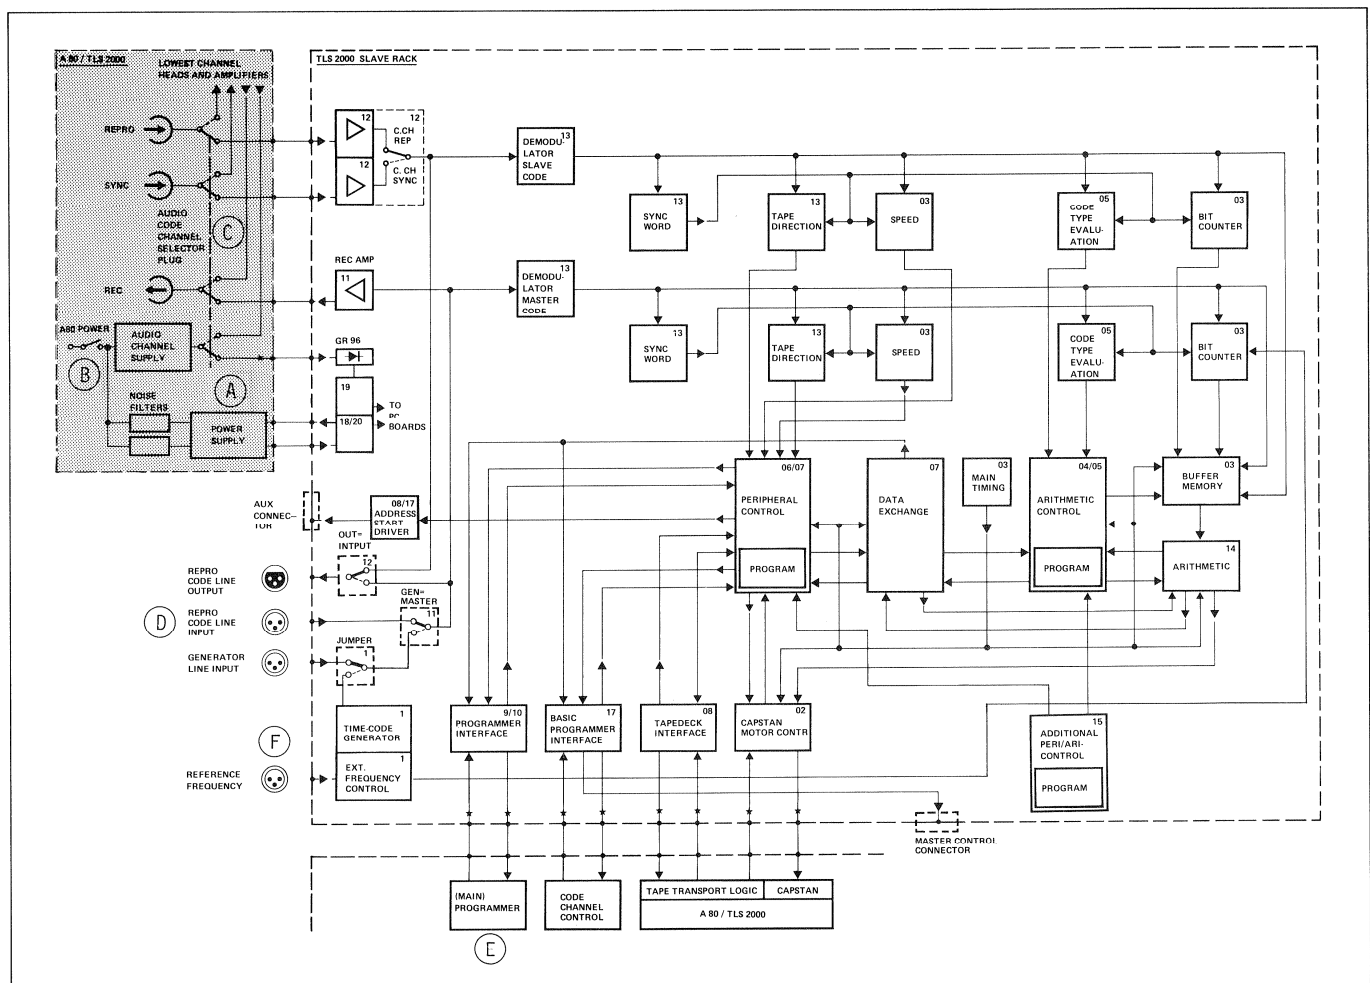 A 80 / TLS 2000
LOWEST CHANNEL
HEADS AND AMPLIFIERS
REPRO
SYNC
AUDIO
CODE
CHANNEL
SELECTOR
PLUG
C
REC
A80 POWER
AUDIO
CHANNEL
SUPPLY
B
A
NOISE
FILTERS
POWER
SUPPLY
TLS 2000 SLAVE RACK
12
12
C.CH
REP
12
C. CH
SYNC
13
DEMODU-
LATOR
SLAVE
CODE
13
SYNC
WORD
13
TAPE
DIRECTION
03
SPEED
05
CODE
TYPE
EVALU-
ATION
03
BIT
COUNTER
REC AMP
11
13
DEMODU-
LATOR
MASTER
CODE
SYNC
WORD
13
13
TAPE
DIRECTION
03
SPEED
05
CODE
TYPE
EVALU-
ATION
03
BIT
COUNTER
GR 96
19
18/20
TO
PC
BOARDS
06/07
PERIPHERAL
CONTROL
PROGRAM
07
DATA
EXCHANGE
03
MAIN
TIMING
04/05
ARITHMETIC
CONTROL
PROGRAM
03
BUFFER
MEMORY
14
ARITHMETIC
AUX
CONNEC-
TOR
08/17
ADDRESS
START
DRIVER
OUT=
INTPUT
12
REPRO
CODE LINE
OUTPUT
GEN=
MASTER
11
D
REPRO
CODE LINE
INPUT
JUMPER
1
GENERATOR
LINE INPUT
F
1
TIME-CODE
GENERATOR
1
EXT.
FREQUENCY
CONTROL
REFERENCE
FREQUENCY
9/10
PROGRAMMER
INTERFACE
17
BASIC
PROGRAMMER
INTERFACE
08
TAPEDECK
INTERFACE
02
CAPSTAN
MOTOR CONTR
15
ADDITIONAL
PERI/ARI-
CONTROL
PROGRAM
MASTER CONTROL
CONNECTOR
(MAIN)
PROGRAMMER
E
CODE
CHANNEL
CONTROL
TAPE TRANSPORT LOGIC
CAPSTAN
A 80 / TLS 2000